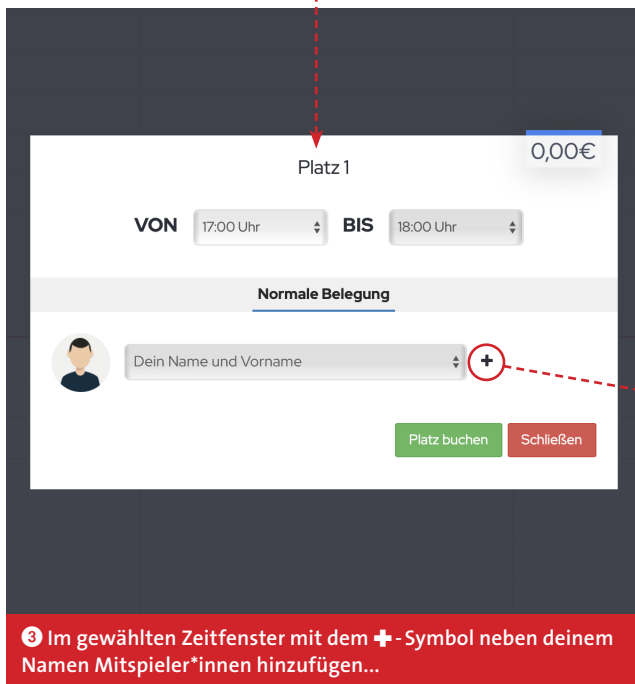 0,00€
Platz 1
VON 17:00 Uhr BIS 18:00 Uhr
Normale Belegung
Dein Name und Vorname +
Platz buchen Schließen
3 Im gewählten Zeitfenster mit dem ✚-Symbol neben deinem
Namen Mitspieler*innen hinzufügen...